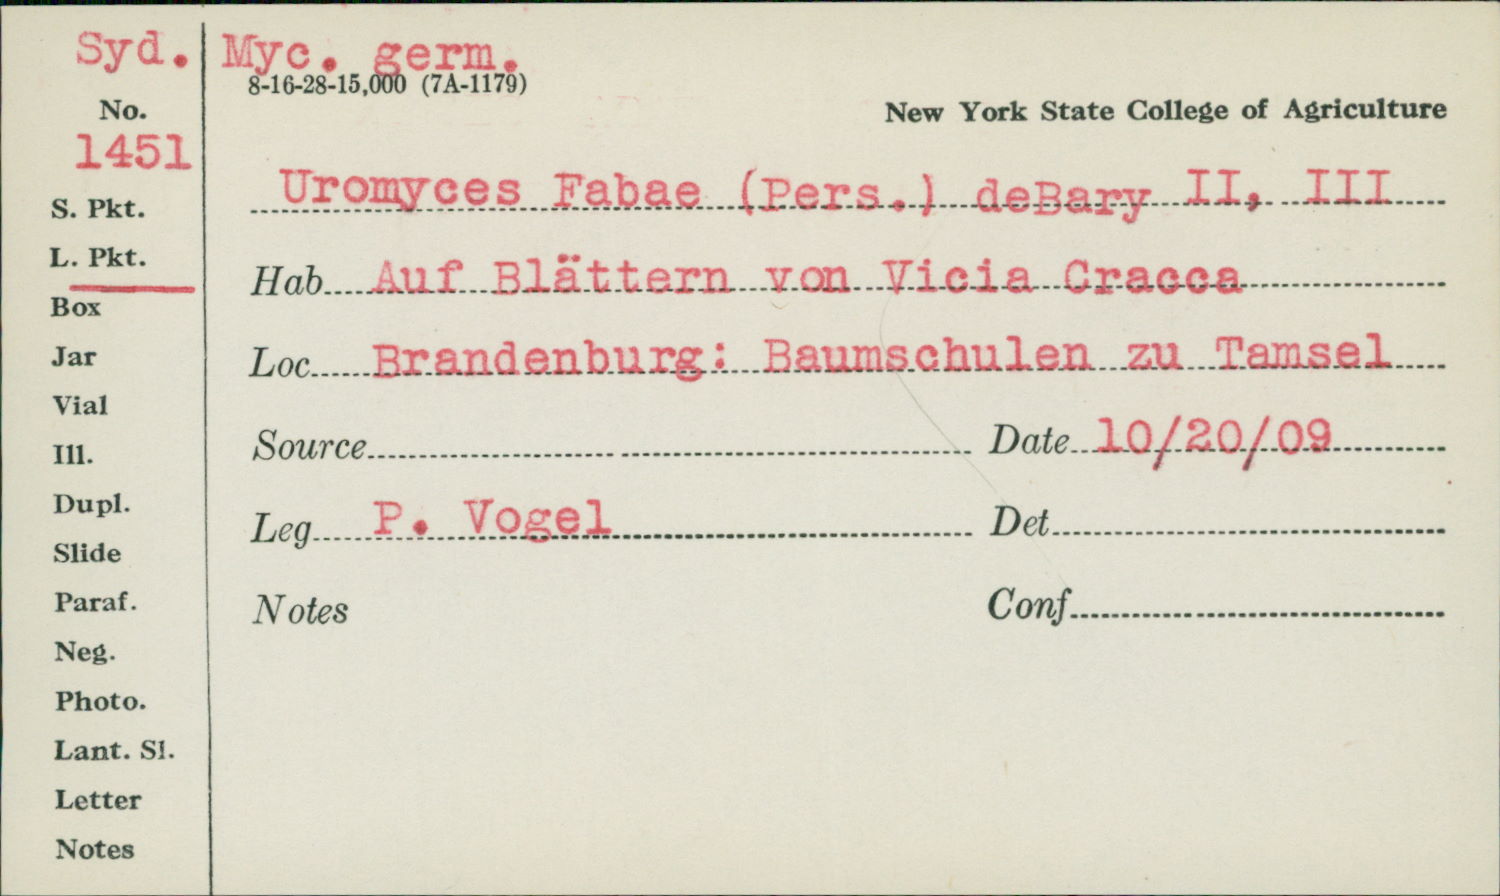 Syd. Myc. germ.
8-16-28-15,000 (7A-1179)
No.
New York State College of Agriculture
1451
Uromyces Fabae (Pers.) deBary II, III
S. Pkt.
L. Pkt.
Hab Auf Blättern von Vicia Cracca
Box
Jar
Loc Brandenburg: Baumschulen zu Tamsel
Vial
Source Date 10/20/09
Ill.
Dupl.
Leg P. Vogel Det
Slide
Paraf.
Notes Conf
Neg.
Photo.
Lant. Sl.
Letter
Notes